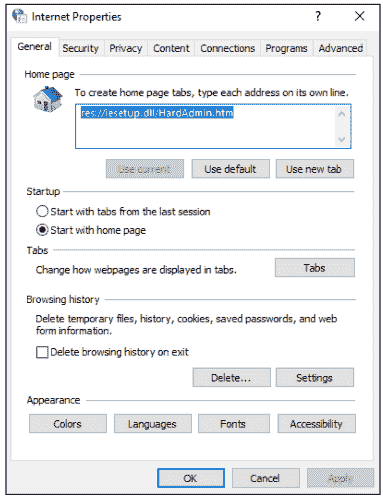 Internet Properties
?
General Security Privacy Content Connections Programs Advanced
Home page
To create home page tabs, type each address on its own line.
res://iesetup.dll/HardAdmin.htm
Use current Use default Use new tab
Startup
Start with tabs from the last session
Start with home page
Tabs
Change how webpages are displayed in tabs. Tabs
Browsing history
Delete temporary files, history, cookies, saved passwords, and web
form information.
Delete browsing history on exit
Delete... Settings
Appearance
Colors Languages Fonts Accessibility
OK Cancel Apply